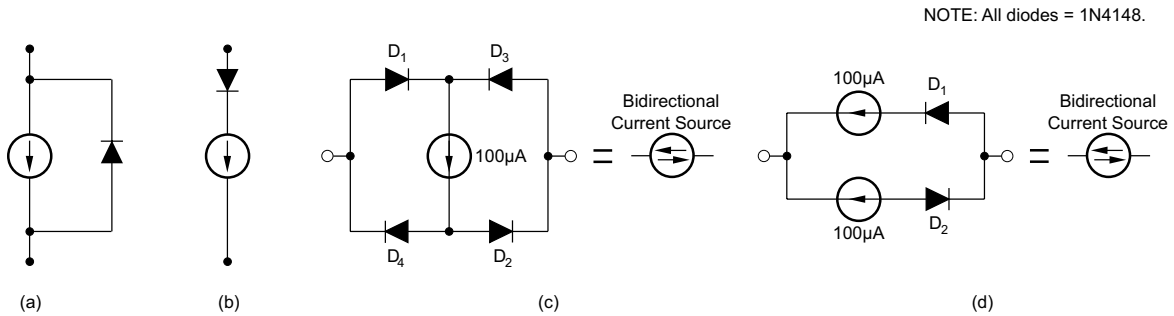 NOTE: All diodes = 1N4148.
D1
D3
100µA
D4
D2
Bidirectional
Current Source
=
100µA
D1
100µA
D2
Bidirectional
Current Source
=
(a)
(b)
(c)
(d)